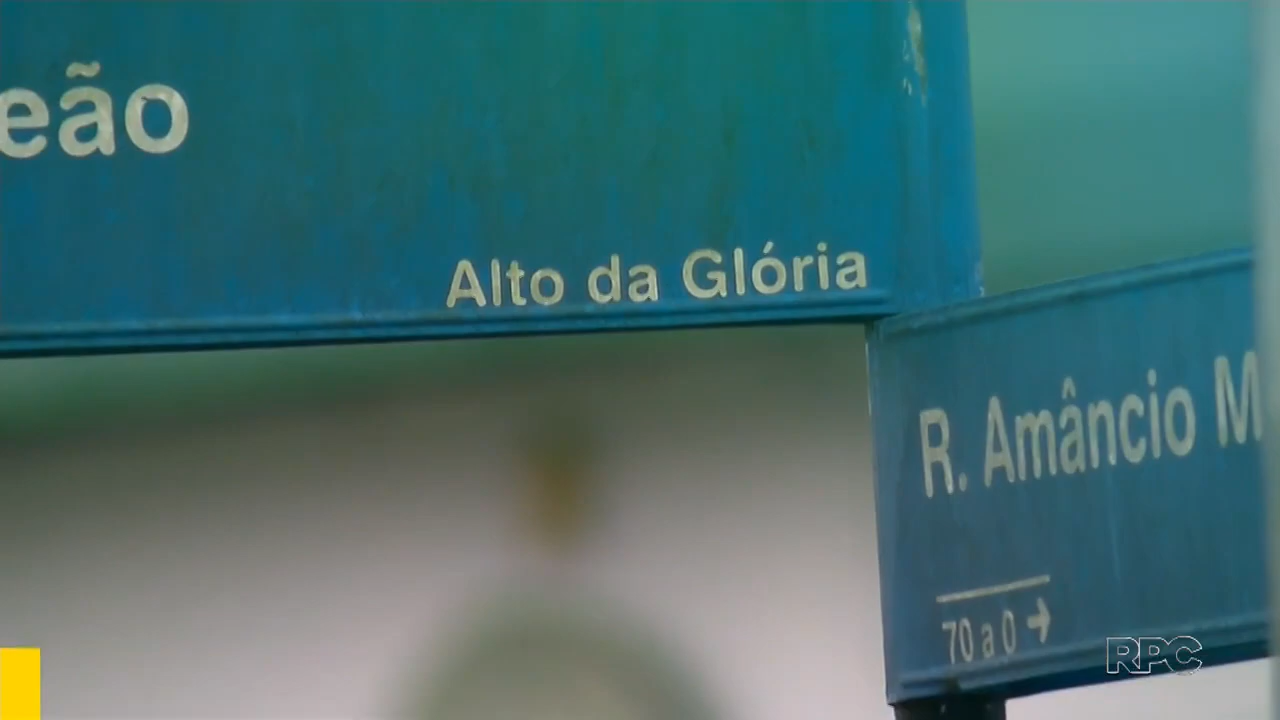 eão
Alto da Glória
R. Amâncio M
70 a 0 →
RPC